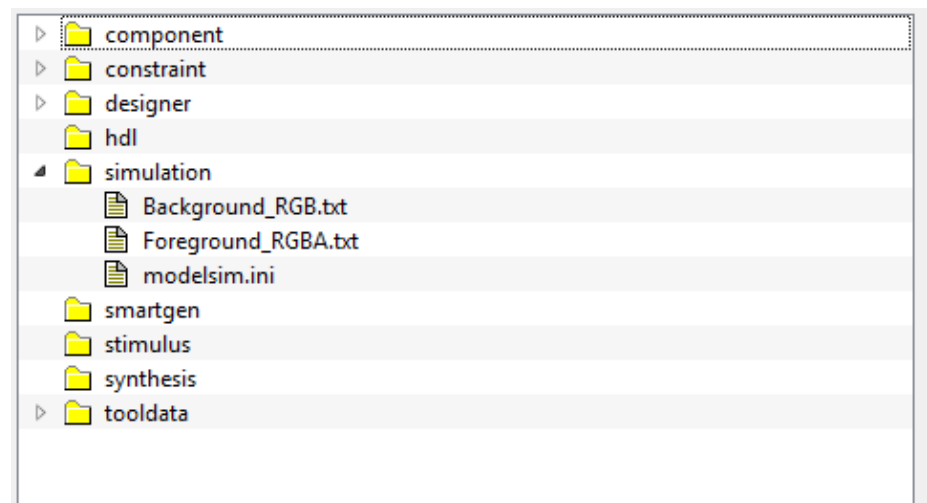 component
constraint
designer
hdl
simulation
Background_RGB.txt
Foreground_RGBA.txt
modelsim.ini
smartgen
stimulus
synthesis
tooldata